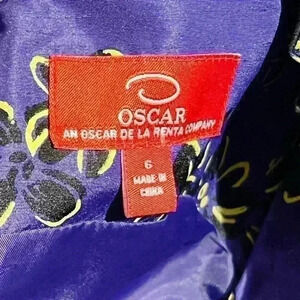 OSCAR
AN OSCAR DE LA RENTA COMPANY
6
MADE IN
CHINA